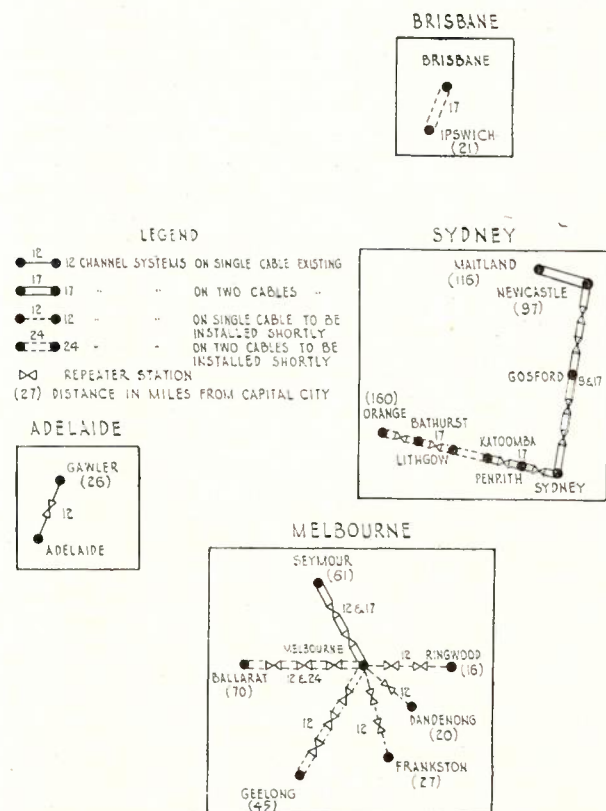 BRISBANE
BRISBANE
17
IPSWICH
(21)
LEGEND
12
12 CHANNEL SYSTEMS ON SINGLE CABLE EXISTING
17
17 " " ON TWO CABLES "
12
12 " " ON SINGLE CABLE TO BE
INSTALLED SHORTLY
24
24 " " ON TWO CABLES TO BE
INSTALLED SHORTLY
REPEATER STATION
(27) DISTANCE IN MILES FROM CAPITAL CITY
SYDNEY
MAITLAND
(116)
NEWCASTLE
(97)
GOSFORD
9 & 17
(160)
ORANGE
BATHURST
17
LITHGOW
KATOOMBA
17
PENRITH
SYDNEY
ADELAIDE
GAWLER
(26)
12
ADELAIDE
MELBOURNE
SEYMOUR
(61)
12 & 17
MELBOURNE
BALLARAT
(70)
12 & 24
12
RINGWOOD
(16)
12
DANDENONG
(20)
12
FRANKSTON
(27)
12
GEELONG
(45)